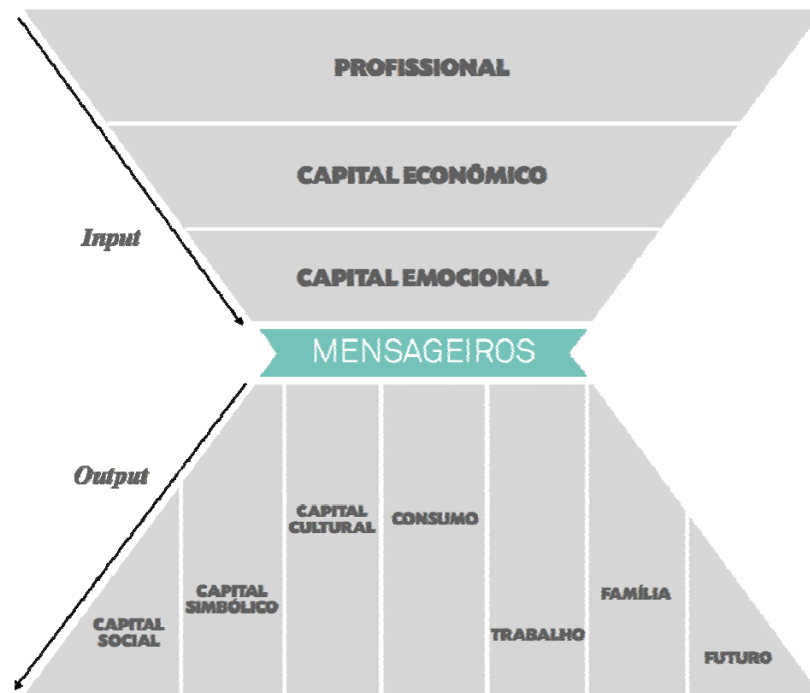 PROFISSIONAL
CAPITAL ECONÔMICO
Input
CAPITAL EMOCIONAL
MENSAGEIROS
Output
CAPITAL
SOCIAL
CAPITAL
SIMBÓLICO
CAPITAL
CULTURAL
CONSUMO
TRABALHO
FAMÍLIA
FUTURO